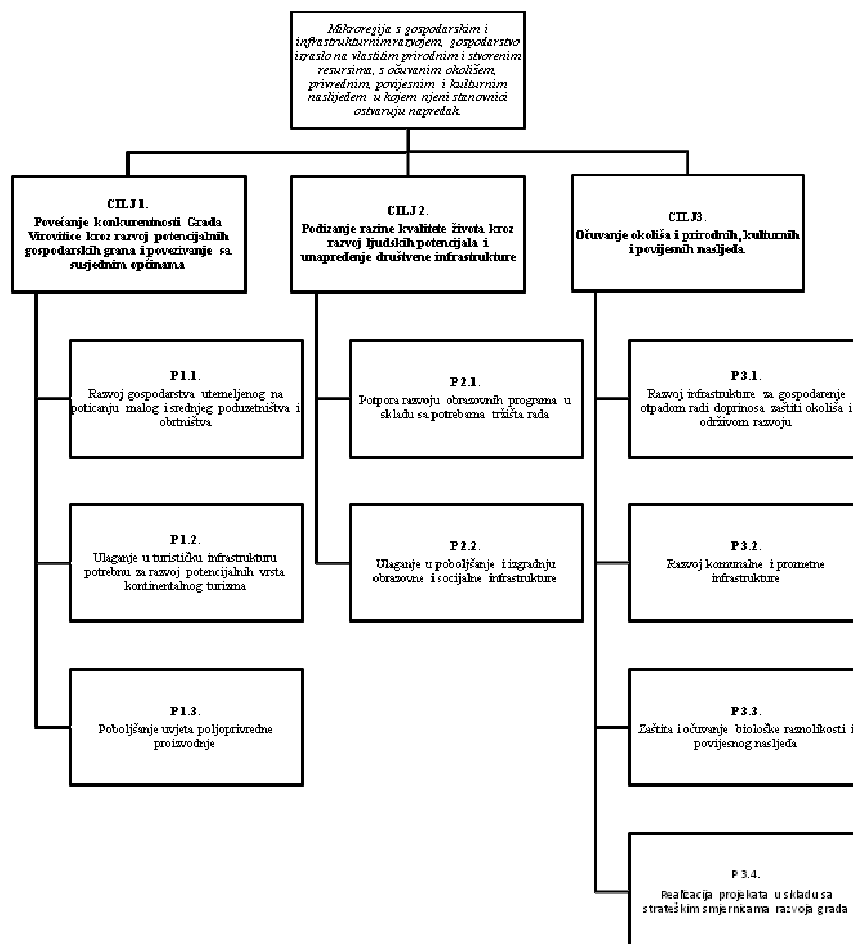 Mikroregija s gospodarskim i
infrastrukturnim razvojem, gospodarstvo
izraslo na vlastitim prirodnim i stvorenim
resursima, s očuvanim okolišem,
privrednim, povijesnim i kulturnim
naslijeđem u kojem njeni stanovnici
ostvaruju napredak
CILJ 1.
Povećanje konkurentnosti Grada
Virovitice kroz razvoj potencijalnih
gospodarskih grana i povezivanje sa
susjednim općinama
CILJ 2.
Podizanje razine kvalitete života kroz
razvoj ljudskih potencijala i
unapređenje društvene infrastrukture
CILJ3.
Očuvanje okoliša i prirodnih, kulturnih
i povijesnih nasljeđa
P 1.1.
Razvoj gospodarstva utemeljenog na
poticanju malog i srednjeg poduzetništva i
obrtništva
P 2.1.
Potpora razvoju obrazovnih programa u
skladu sa potrebama tržišta rada
P 3.1.
Razvoj infrastrukture za gospodarenje
otpadom radi doprinosa zaštiti okoliša i
održivom razvoju
P 1.2.
Ulaganje u turističku infrastrukturu
potrebnu za razvoj potencijalnih vrsta
kontinentalnog turizma
P 2.2.
Ulaganje u poboljšanje i izgradnju
obrazovne i socijalne infrastrukture
P 3.2.
Razvoj komunalne i prometne
infrastrukture
P 1.3.
Poboljšanje uvjeta poljoprivredne
proizvodnje
P 3.3.
Zaštita i očuvanje biološke raznolikosti i
povijesnog nasljeđa
P 3.4.
Realizacija projekata u skladu sa
strateškim smjernicama razvoja grada